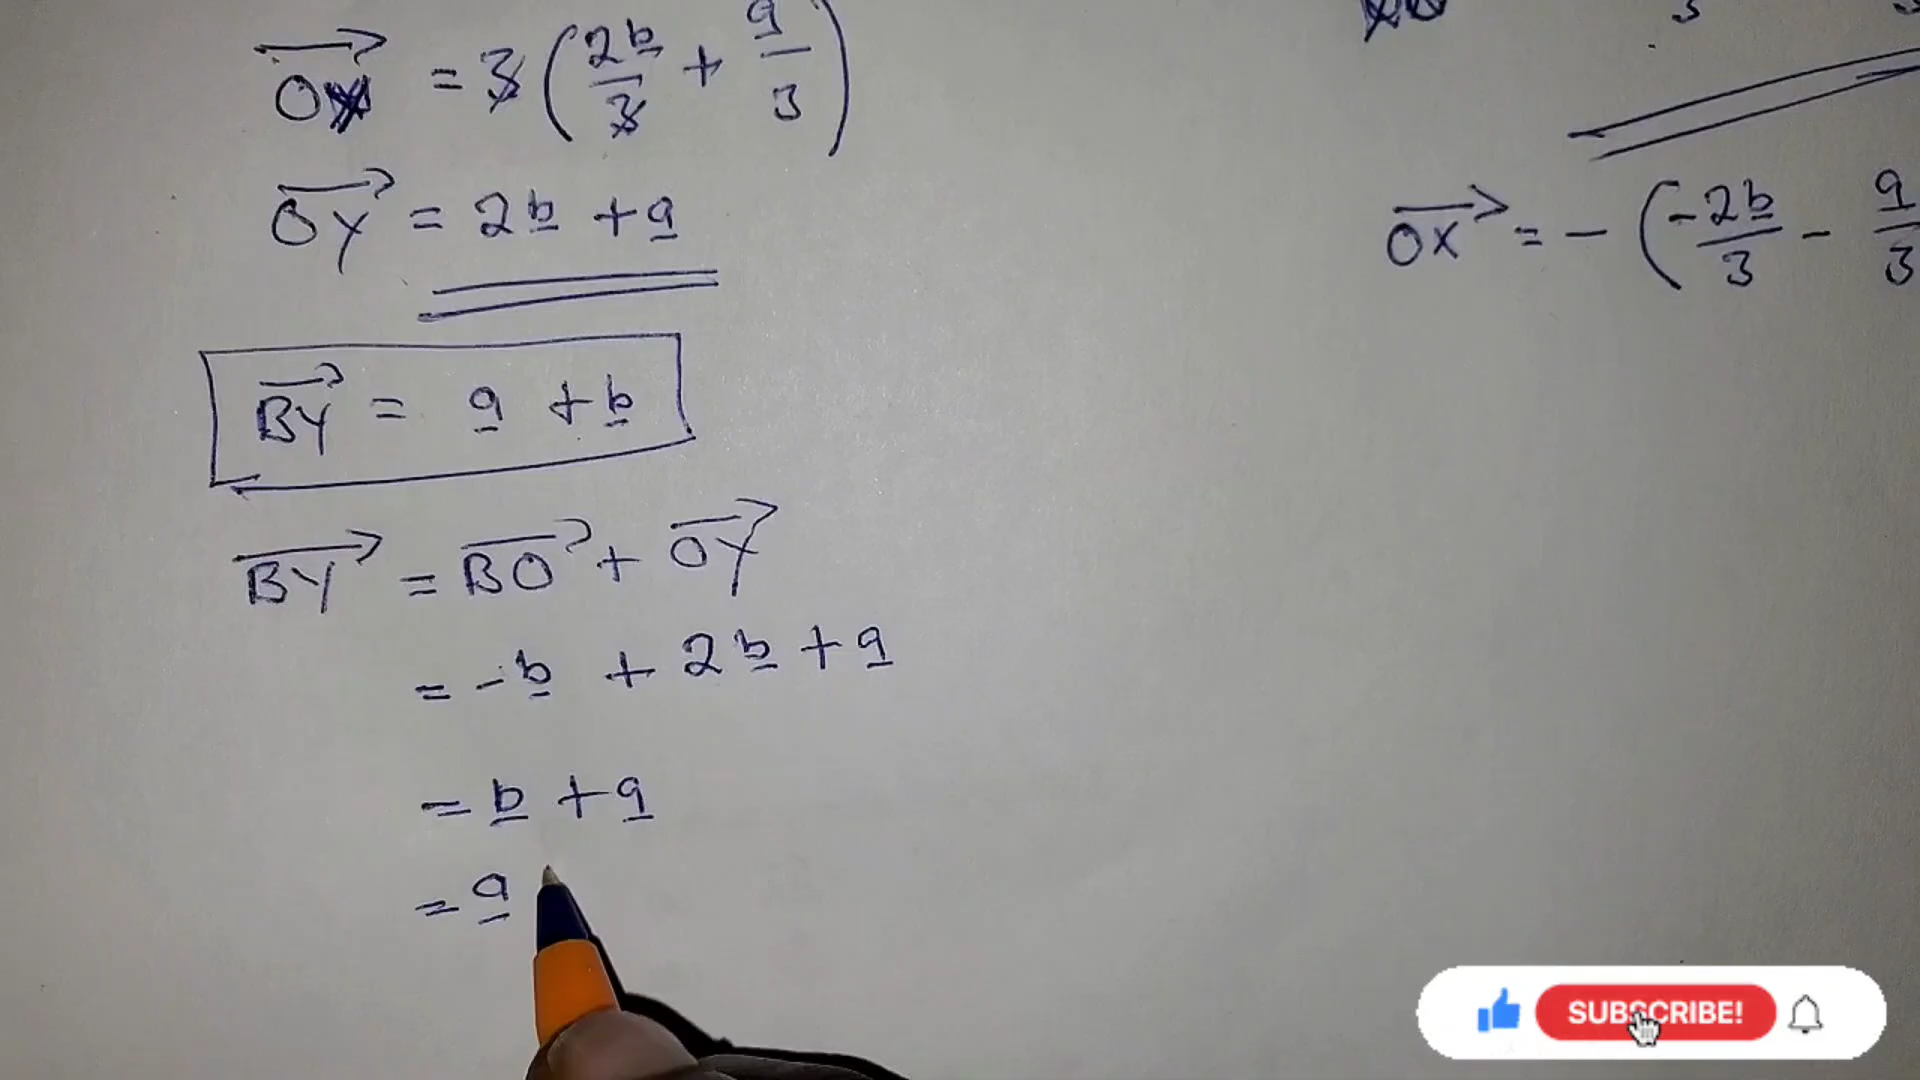 OY = 3 ( 2b/3 + a/3 )
OY = 2b + a
BY = a + b
BY = BO + OY
= -b + 2b + a
= b + a
= a
OX = - ( -2b/3 - a/3
SUBSCRIBE!